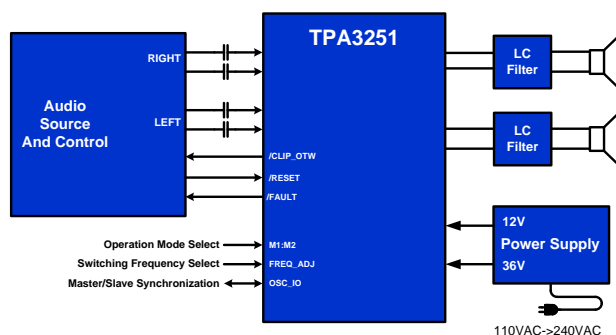 TPA3251
RIGHT
LEFT
Audio
Source
And Control
/CLIP_OTW
/RESET
/FAULT
Operation Mode Select
M1:M2
Switching Frequency Select
FREQ_ADJ
Master/Slave Synchronization
OSC_IO
LC
Filter
LC
Filter
12V
Power Supply
36V
110VAC->240VAC